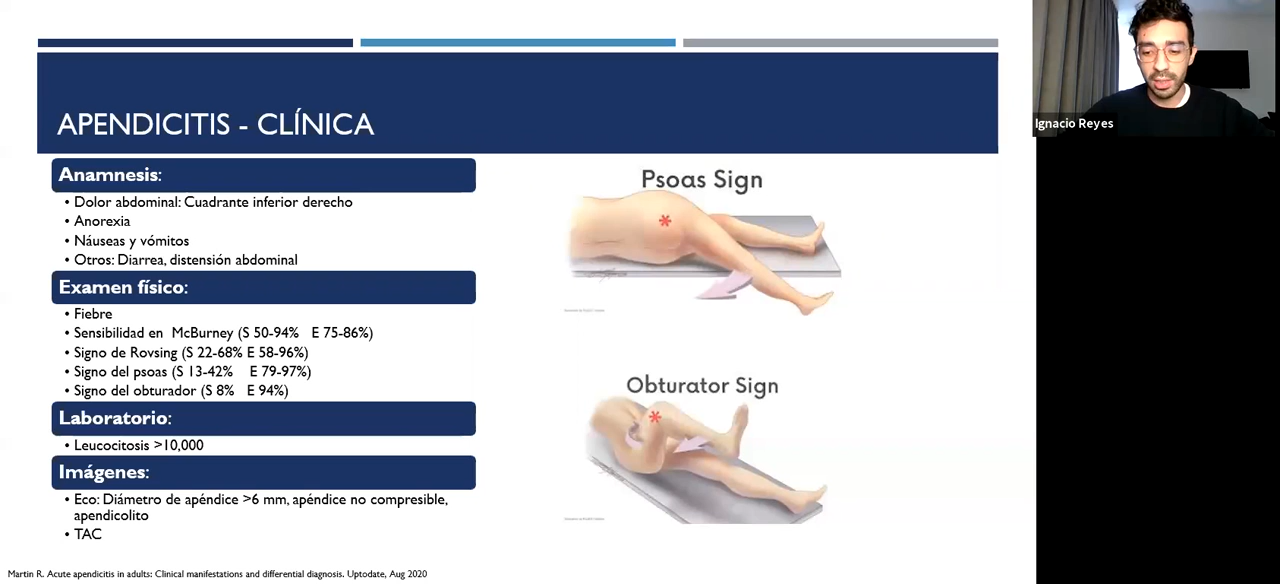 APENDICITIS - CLÍNICA
Anamnesis:
• Dolor abdominal: Cuadrante inferior derecho
• Anorexia
• Náuseas y vómitos
• Otros: Diarrea, distensión abdominal
Examen físico:
• Fiebre
• Sensibilidad en McBurney (S 50-94% E 75-86%)
• Signo de Rovsing (S 22-68% E 58-96%)
• Signo del psoas (S 13-42% E 79-97%)
• Signo del obturador (S 8% E 94%)
Laboratorio:
• Leucocitosis >10,000
Imágenes:
• Eco: Diámetro de apéndice >6 mm, apéndice no compresible,
apendicolito
• TAC
Psoas Sign
Obturator Sign
Martin R. Acute apendicitis in adults: Clinical manifestations and differential diagnosis. Uptodate, Aug 2020
Ignacio Reyes